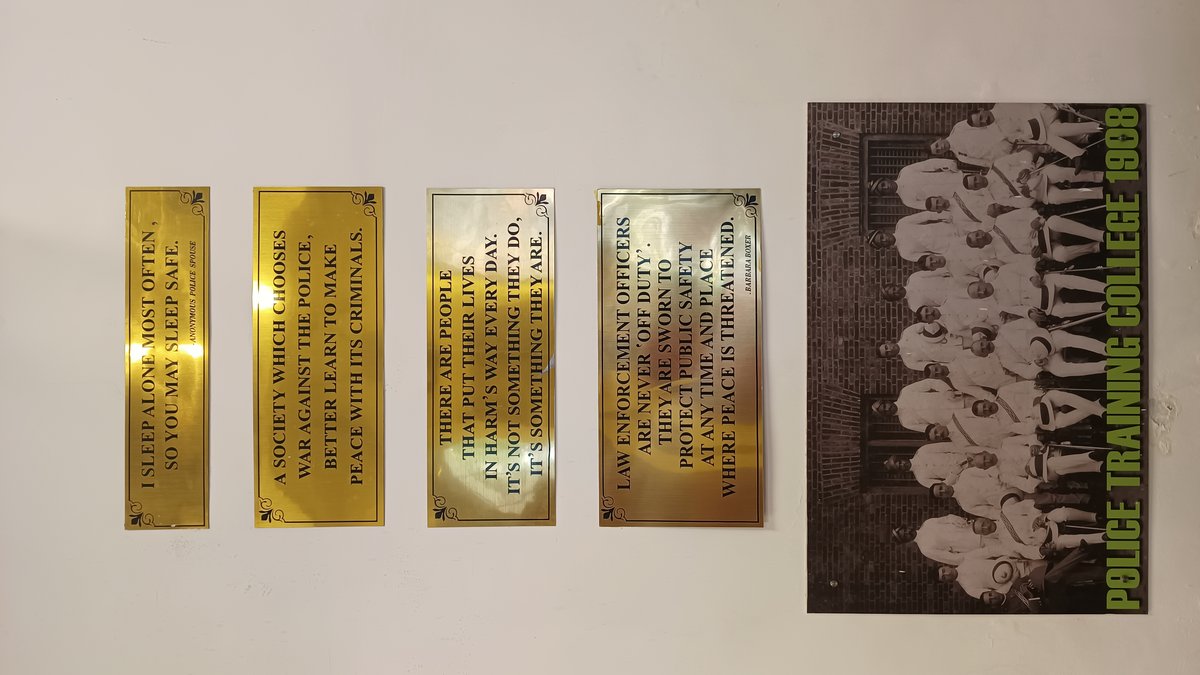 I SLEEP ALONE MOST OFTEN ,
SO YOU MAY SLEEP SAFE.
.ANONYMOUS POLICE SPOUSE
A SOCIETY WHICH CHOOSES
WAR AGAINST THE POLICE ,
BETTER LEARN TO MAKE
PEACE WITH ITS CRIMINALS.
THERE ARE PEOPLE
THAT PUT THEIR LIVES
IN HARM'S WAY EVERYDAY.
IT'S NOT SOMETHING THEY DO,
IT'S SOMETHING THEY ARE.
LAW ENFORCEMENT OFFICERS
ARE NEVER 'OFF DUTY'.
THEY ARE SWORN TO
PROTECT PUBLIC SAFETY
AT ANY TIME AND PLACE
WHERE PEACE IS THREATENED.
.BARBARA BOXER
POLICE TRAINING COLLEGE 1908